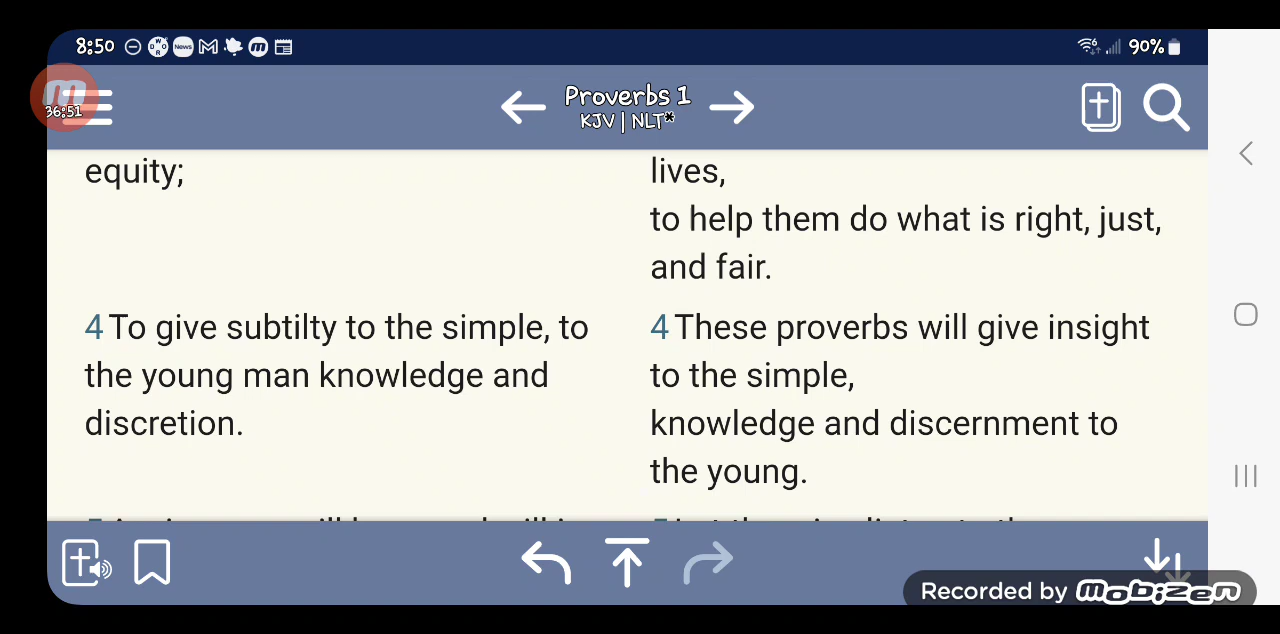 8:50
News
90%
36:51
Proverbs 1
KJV | NLT*
equity;
4 To give subtilty to the simple, to
the young man knowledge and
discretion.
lives,
to help them do what is right, just,
and fair.
4 These proverbs will give insight
to the simple,
knowledge and discernment to
the young.
Recorded by mobizen